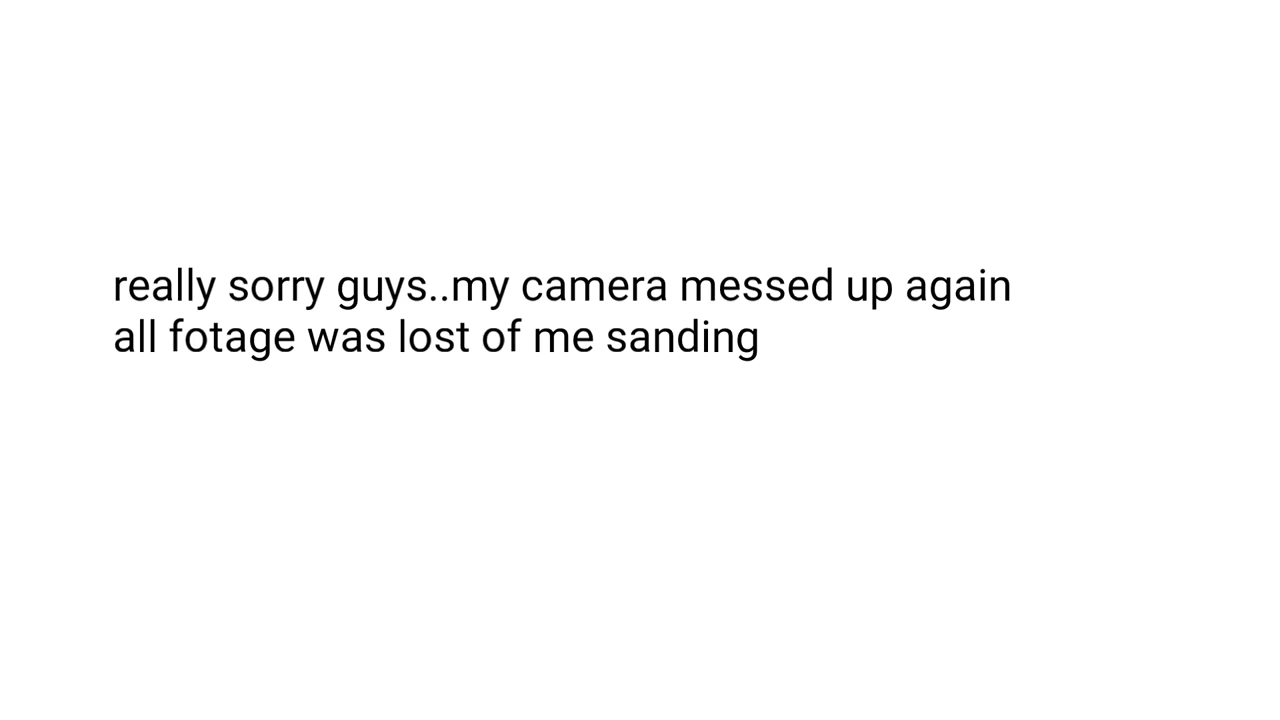 really sorry guys..my camera messed up again
all fotage was lost of me sanding